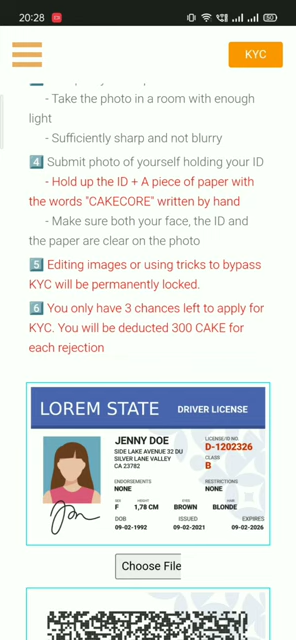 20:28
50
KYC
- Take the photo in a room with enough
light
- Sufficiently sharp and not blurry
4 Submit photo of yourself holding your ID
- Hold up the ID + A piece of paper with
the words "CAKECORE" written by hand
- Make sure both your face, the ID and
the paper are clear on the photo
5 Editing images or using tricks to bypass
KYC will be permanently locked.
6 You only have 3 chances left to apply for
KYC. You will be deducted 300 CAKE for
each rejection
LOREM STATE DRIVER LICENSE
JENNY DOE
SIDE LAKE AVENUE 32 DU
SILVER LANE VALLEY
CA 23782
LICENSE/ID NO.
D-1202326
CLASS
B
ENDORSEMENTS
NONE
RESTRICTIONS
NONE
SEX HEIGHT EYES HAIR
F 1,78 CM BROWN BLONDE
DOB ISSUED EXPIRES
09-02-1992 09-02-2021 09-02-2026
Choose File